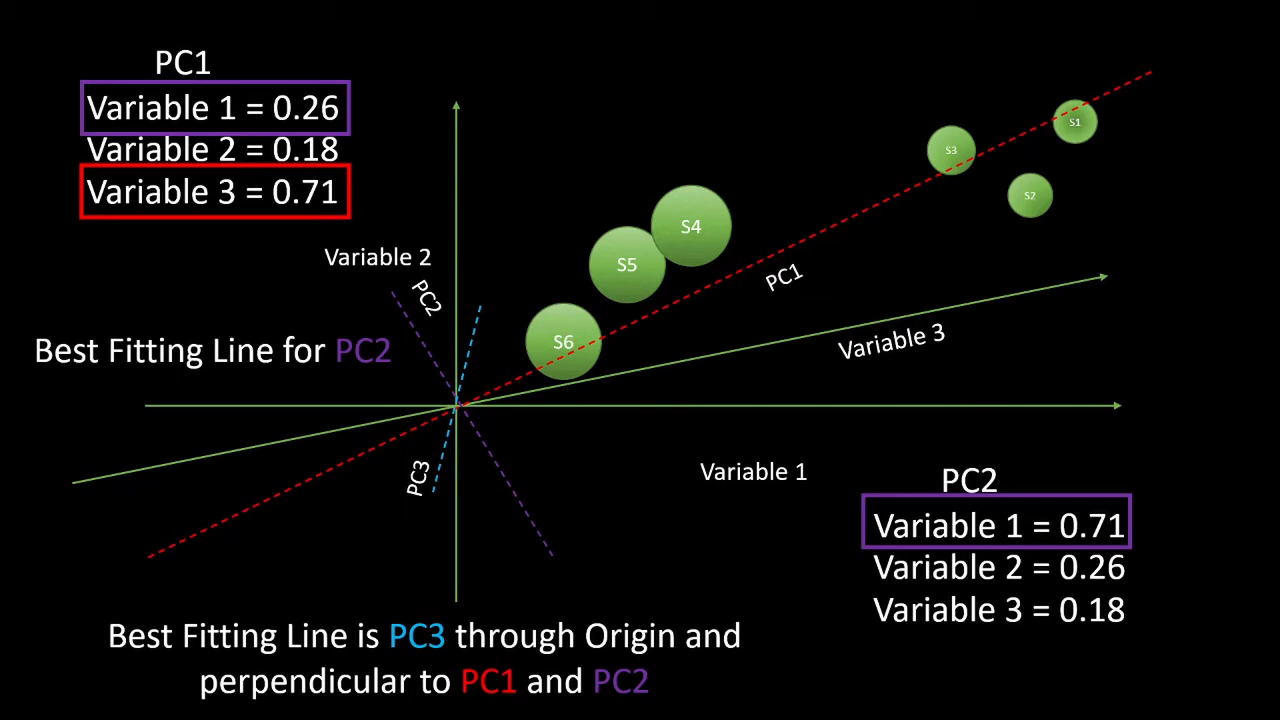 PC1
Variable 1 = 0.26
Variable 2 = 0.18
Variable 3 = 0.71
S1
S3
S2
S4
S5
S6
Variable 2
PC2
PC1
Variable 3
Best Fitting Line for PC2
PC3
Variable 1
PC2
Variable 1 = 0.71
Variable 2 = 0.26
Variable 3 = 0.18
Best Fitting Line is PC3 through Origin and
perpendicular to PC1 and PC2